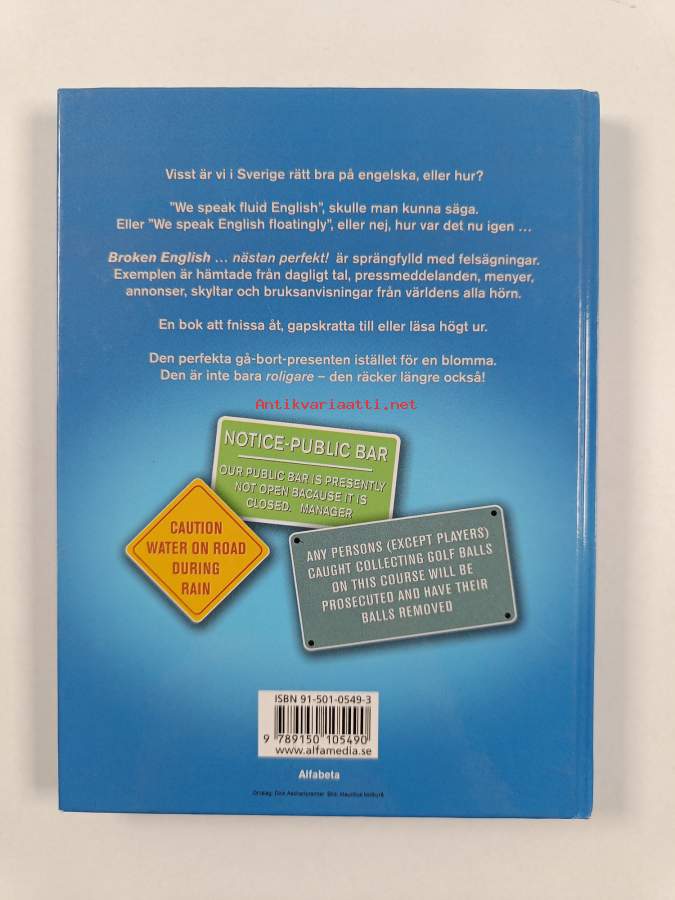 Visst är vi i Sverige rätt bra på engelska, eller hur?
"We speak fluid English", skulle man kunna säga.
Eller "We speak English floatingly", eller nej, hur var det nu igen ...
Broken English ... nästan perfekt! är sprängfylld med felsägningar.
Exemplen är hämtade från dagligt tal, pressmeddelanden, menyer,
annonser, skyltar och bruksanvisningar från världens alla hörn.
En bok att fnissa åt, gapskratta till eller läsa högt ur.
Den perfekta gå-bort-presenten istället för en blomma.
Den är inte bara roligare – den räcker längre också!
Antikvariaatti.net
NOTICE-PUBLIC BAR
OUR PUBLIC BAR IS PRESENTLY
NOT OPEN BACAUSE IT IS
CLOSED. MANAGER
CAUTION
WATER ON ROAD
DURING
RAIN
ANY PERSONS (EXCEPT PLAYERS)
CAUGHT COLLECTING GOLF BALLS
ON THIS COURSE WILL BE
PROSECUTED AND HAVE THEIR
BALLS REMOVED
ISBN 91-501-0549-3
9 789150 105490
www.alfamedia.se
Alfabeta
Omslag: Dick